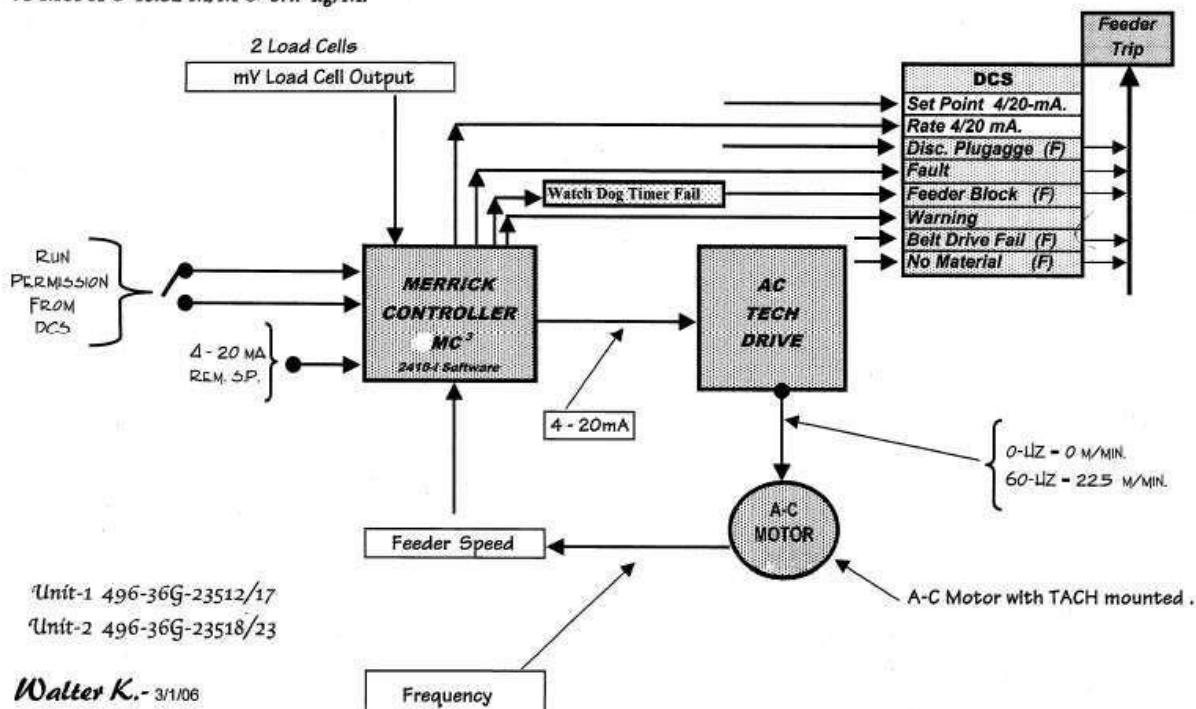 2 Load Cells
mV Load Cell Output
Feeder
Trip
DCS
Set Point 4/20-mA.
Rate 4/20 mA.
Disc. Plugagge (F)
Fault
Feeder Block (F)
Warning
Belt Drive Fail (F)
No Material (F)
Watch Dog Timer Fail
RUN
PERMISSION
FROM
DCS
4 - 20 MA
REM. S.P.
MERRICK
CONTROLLER
MC³
2418-I Software
AC
TECH
DRIVE
4 - 20mA
0-HZ = 0 M/MIN.
60-HZ = 22.5 M/MIN.
A-C
MOTOR
Feeder Speed
A-C Motor with TACH mounted .
Unit-1 496-36G-23512/17
Unit-2 496-36G-23518/23
Walter K.- 3/1/06
Frequency